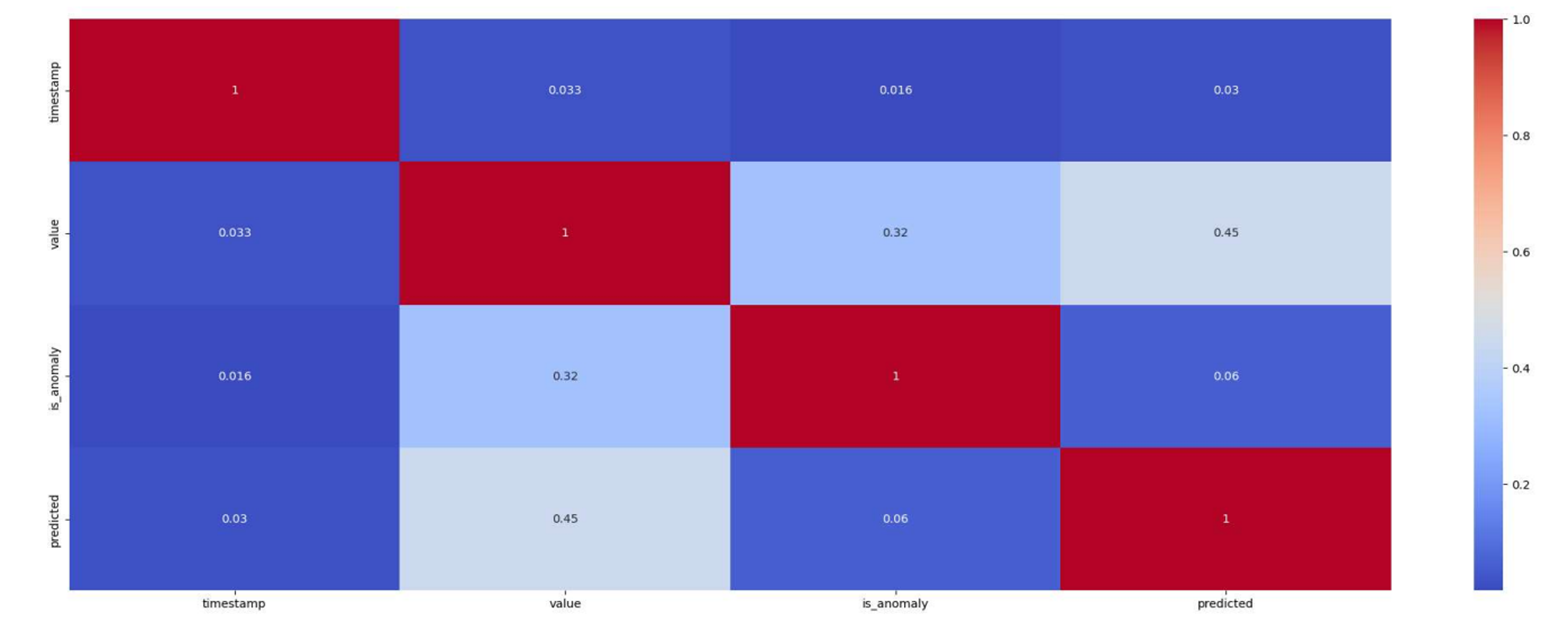 timestamp 1 0.033 0.016 0.03
value 0.033 1 0.32 0.45
is_anomaly 0.016 0.32 1 0.06
predicted 0.03 0.45 0.06 1
timestamp value is_anomaly predicted
1.0
0.8
0.6
0.4
0.2